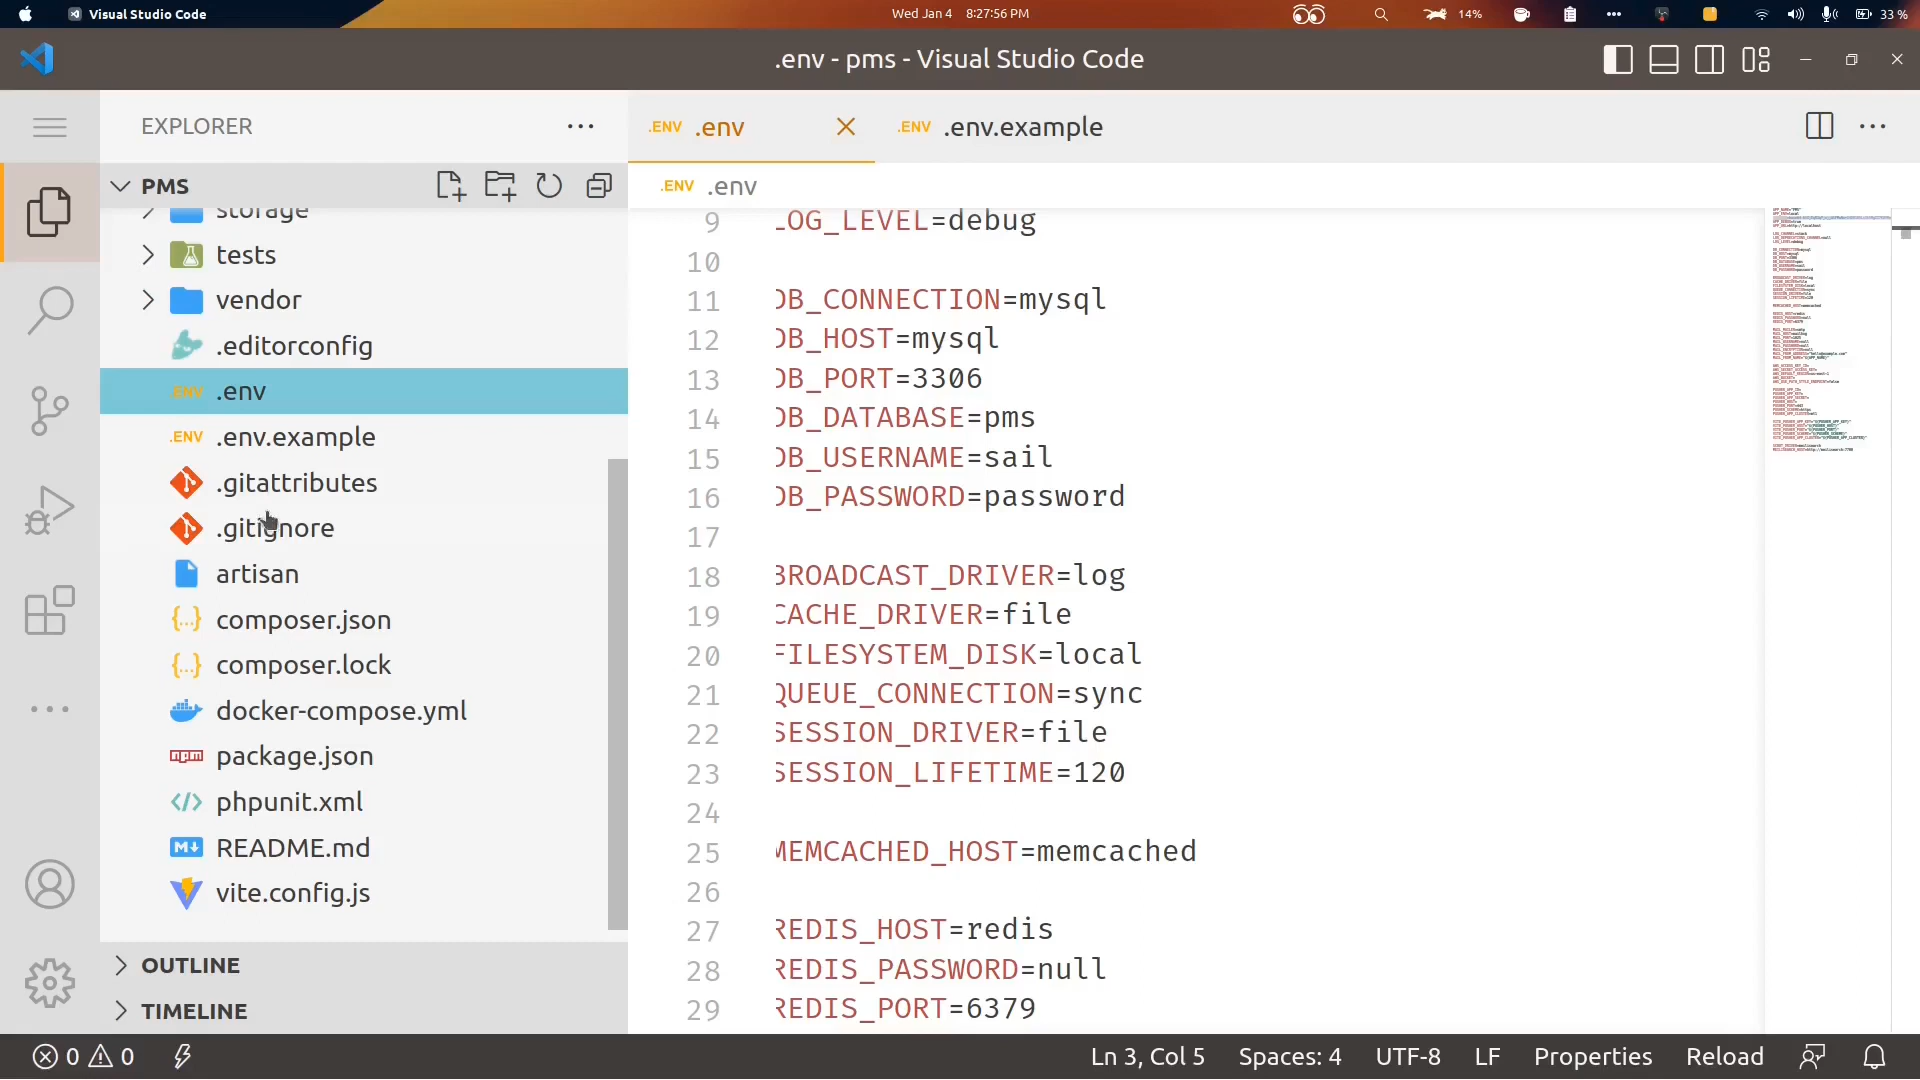 Visual Studio Code
Wed Jan 4 8:27:56 PM
14%
33 %
.env - pms - Visual Studio Code
EXPLORER
.ENV .env
.ENV .env.example
PMS
.ENV .env
storage
tests
vendor
.editorconfig
.ENV .env
.ENV .env.example
.gitattributes
.gitignore
artisan
{...} composer.json
{...} composer.lock
docker-compose.yml
package.json
phpunit.xml
M README.md
vite.config.js
OUTLINE
TIMELINE
9 LOG_LEVEL=debug
10
11 DB_CONNECTION=mysql
12 DB_HOST=mysql
13 DB_PORT=3306
14 DB_DATABASE=pms
15 DB_USERNAME=sail
16 DB_PASSWORD=password
17
18 BROADCAST_DRIVER=log
19 CACHE_DRIVER=file
20 FILESYSTEM_DISK=local
21 QUEUE_CONNECTION=sync
22 SESSION_DRIVER=file
23 SESSION_LIFETIME=120
24
25 MEMCACHED_HOST=memcached
26
27 REDIS_HOST=redis
28 REDIS_PASSWORD=null
29 REDIS_PORT=6379
0 0
Ln 3, Col 5
Spaces: 4
UTF-8
LF
Properties
Reload